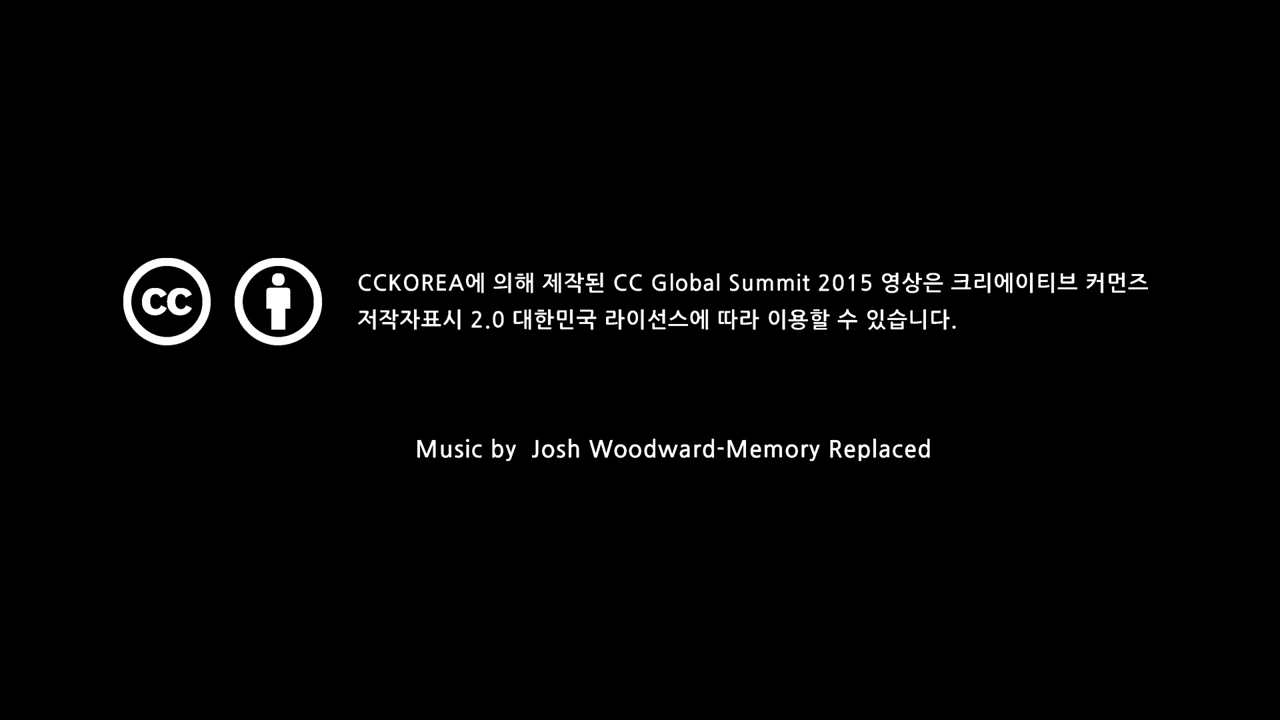 CC
CCKOREA에 의해 제작된 CC Global Summit 2015 영상은 크리에이티브 커먼즈
저작자표시 2.0 대한민국 라이선스에 따라 이용할 수 있습니다.
Music by  Josh Woodward-Memory Replaced